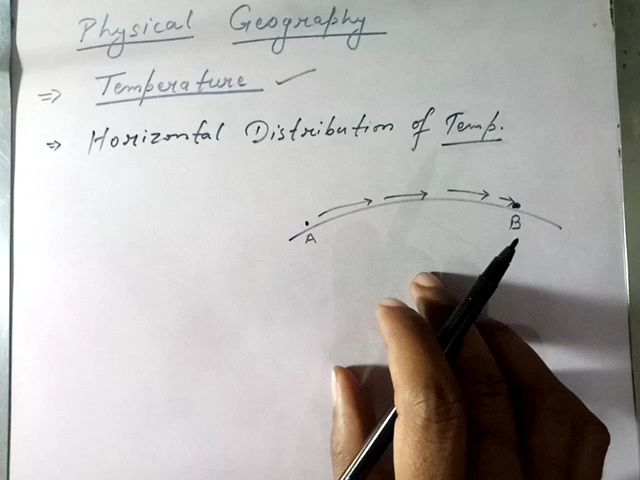 Physical Geography
⇒ Temperature ✓
⇒ Horizontal Distribution of Temp.
A
B